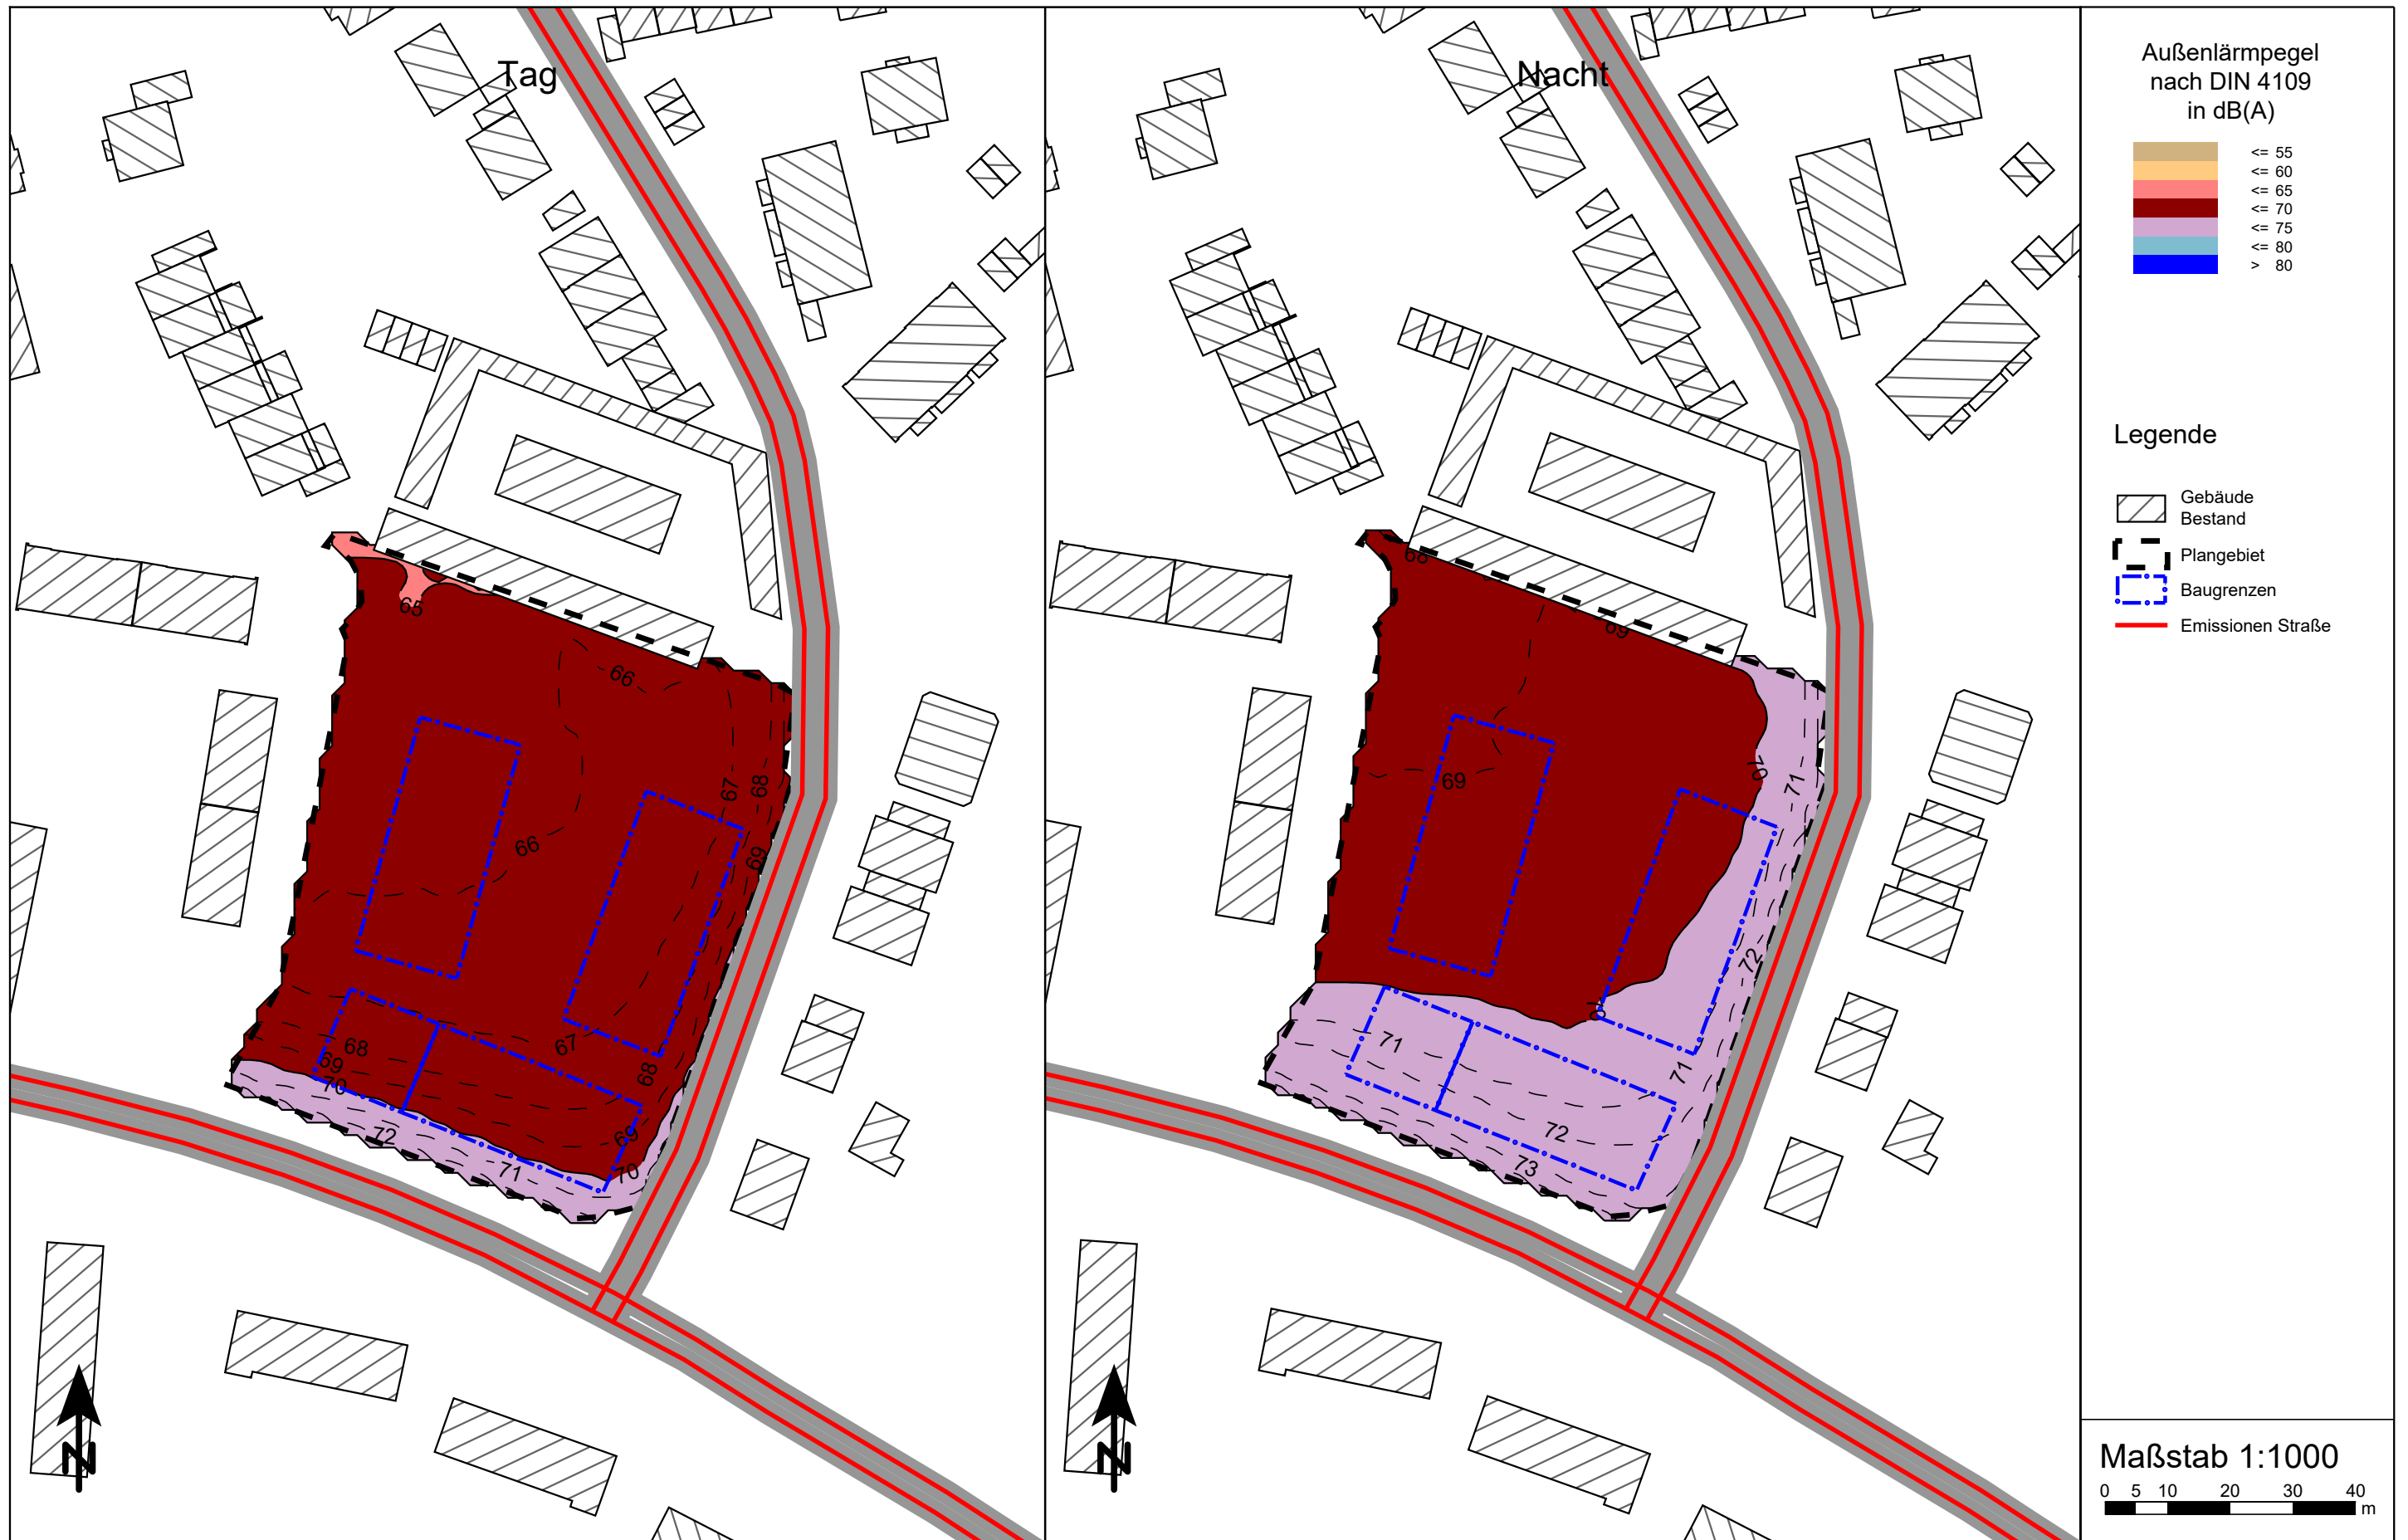 Tag
65
66
67
68
66
69
67
68
68
69
70
69
72
71
70
Nacht
68
69
69
70
71
72
70
71
71
72
73
N
N
Außenlärmpegel
nach DIN 4109
in dB(A)
<= 55
<= 60
<= 65
<= 70
<= 75
<= 80
> 80
Legende
Gebäude
Bestand
Plangebiet
Baugrenzen
Emissionen Straße
Maßstab 1:1000
0 5 10 20 30 40
m